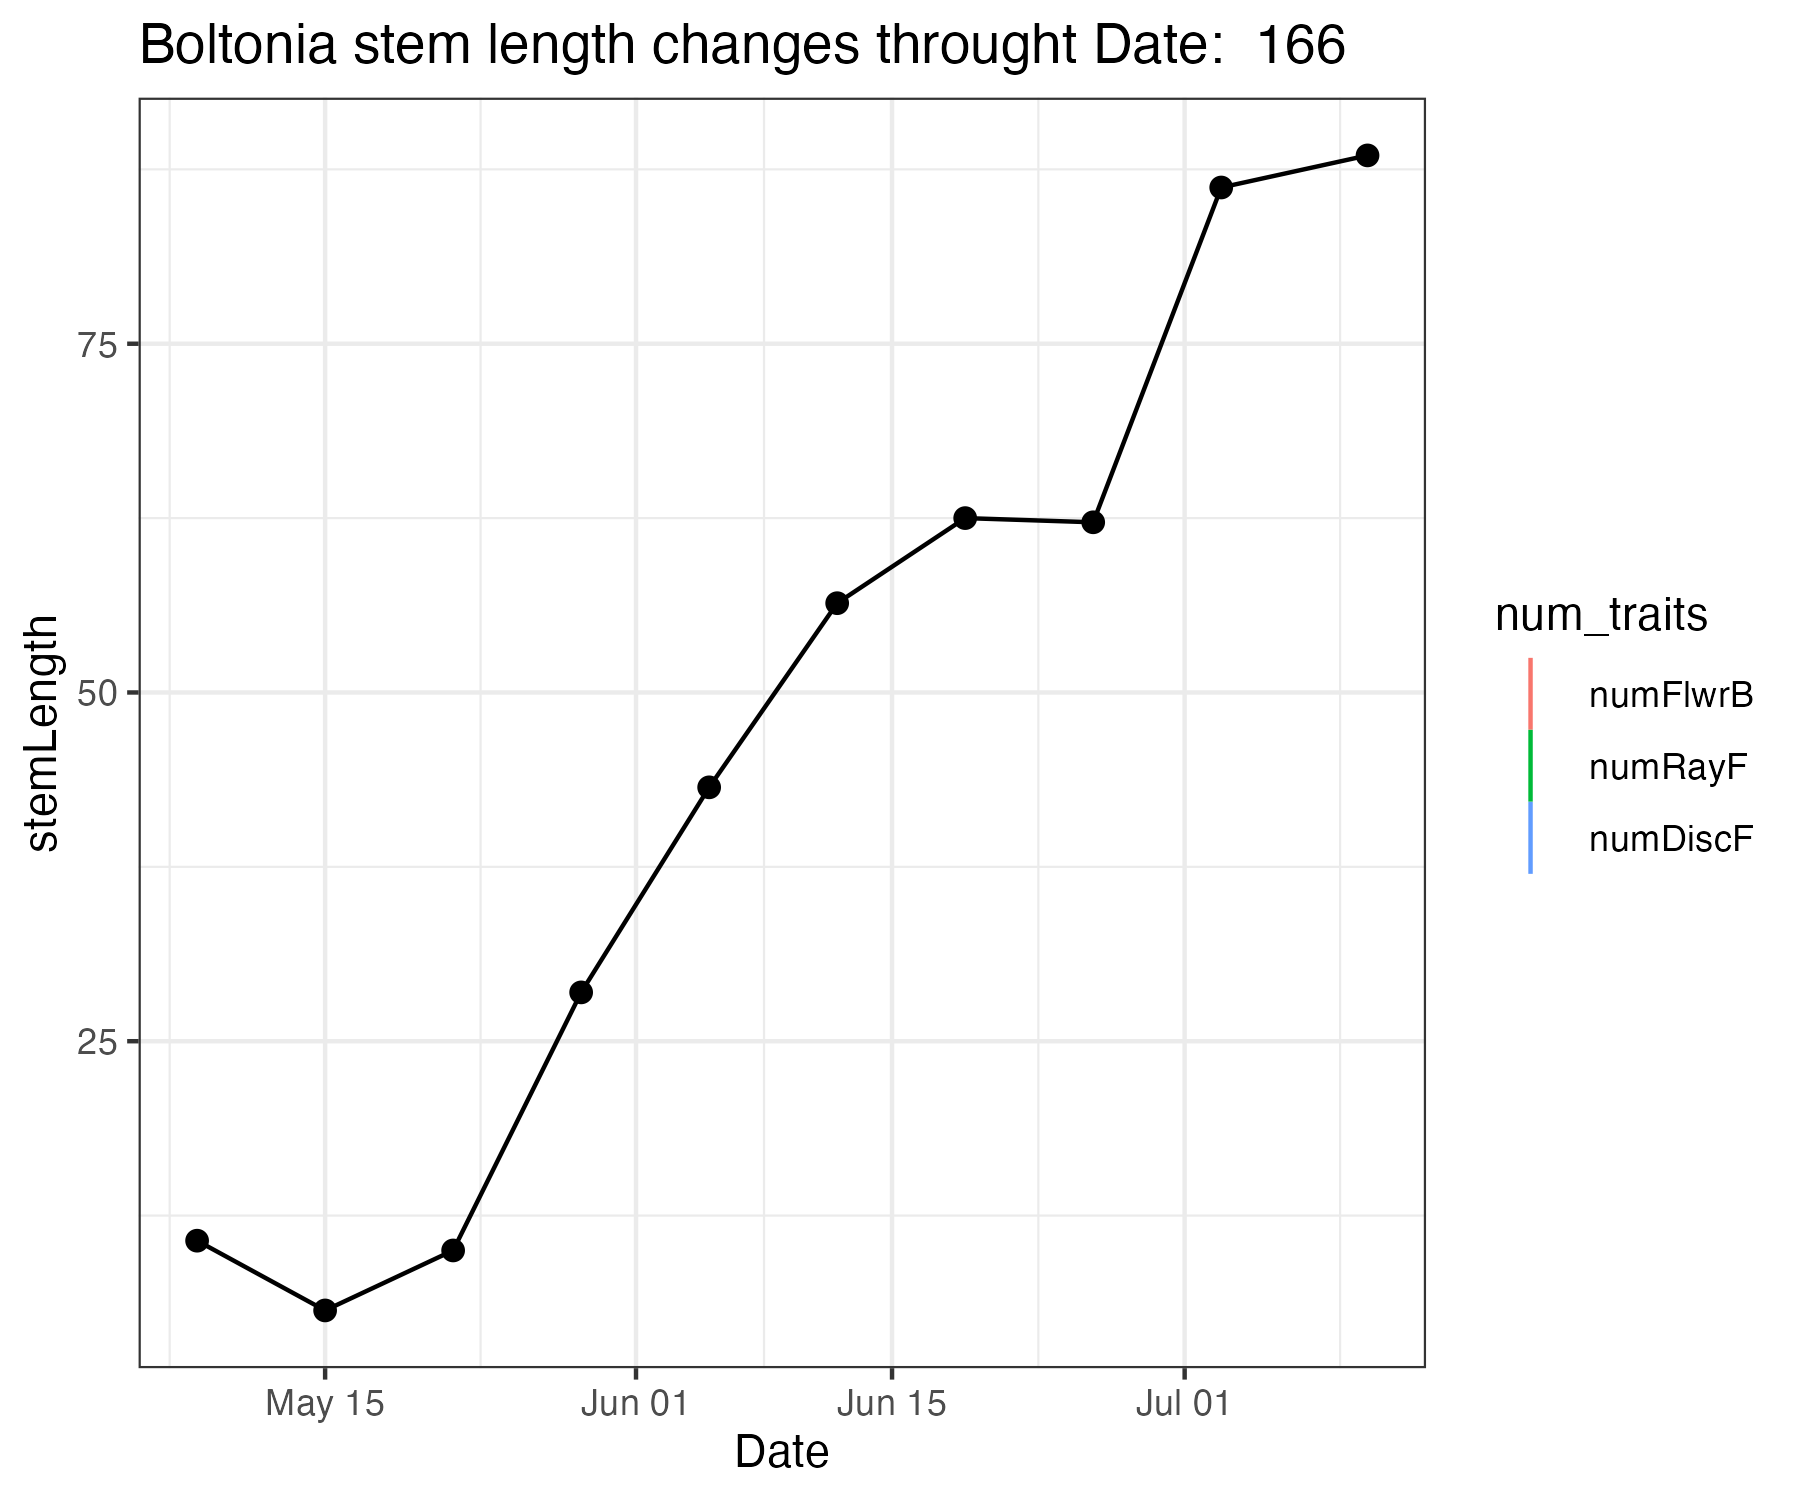 Boltonia stem length changes throught Date:  166
stemLength
75
50
25
May 15
Jun 01
Jun 15
Jul 01
Date
num_traits
numFlwrB
numRayF
numDiscF